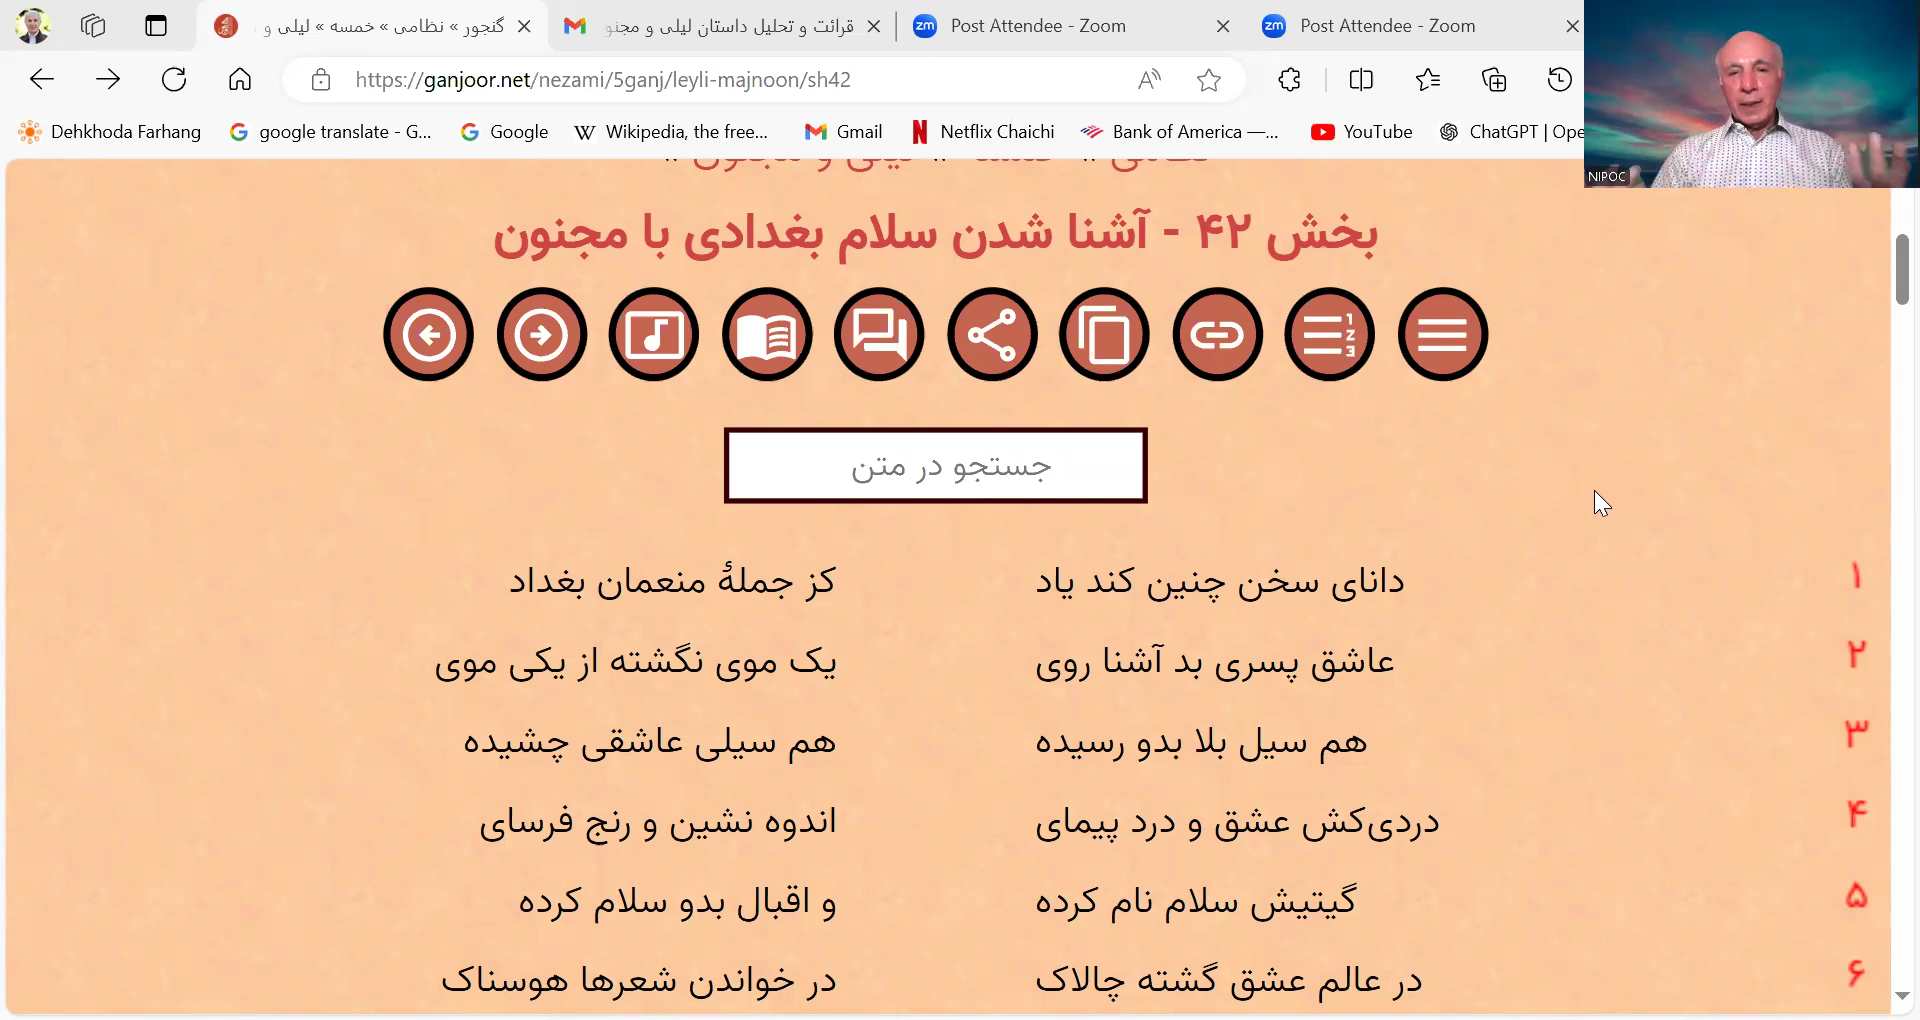 گنجور » نظامی » خمسه » لیلی و
قرائت و تحلیل داستان لیلی و مجنو
Post Attendee - Zoom
Post Attendee - Zoom
https://ganjoor.net/nezami/5ganj/leyli-majnoon/sh42
Dehkhoda Farhang
google translate - G...
Google
Wikipedia, the free...
Gmail
Netflix Chaichi
Bank of America —...
YouTube
ChatGPT | Ope
NIPOC
نظامی » خمسه » لیلی و مجنون »
بخش ۴۲ - آشنا شدن سلام بغدادی با مجنون
جستجو در متن
۱ دانای سخن چنین کند یاد کز جملهٔ منعمان بغداد
۲ عاشق پسری بد آشنا روی یک موی نگشته از یکی موی
۳ هم سیل بلا بدو رسیده هم سیلی عاشقی چشیده
۴ دردی‌کش عشق و درد پیمای اندوه نشین و رنج فرسای
۵ گیتیش سلام نام کرده و اقبال بدو سلام کرده
۶ در عالم عشق گشته چالاک در خواندن شعرها هوسناک